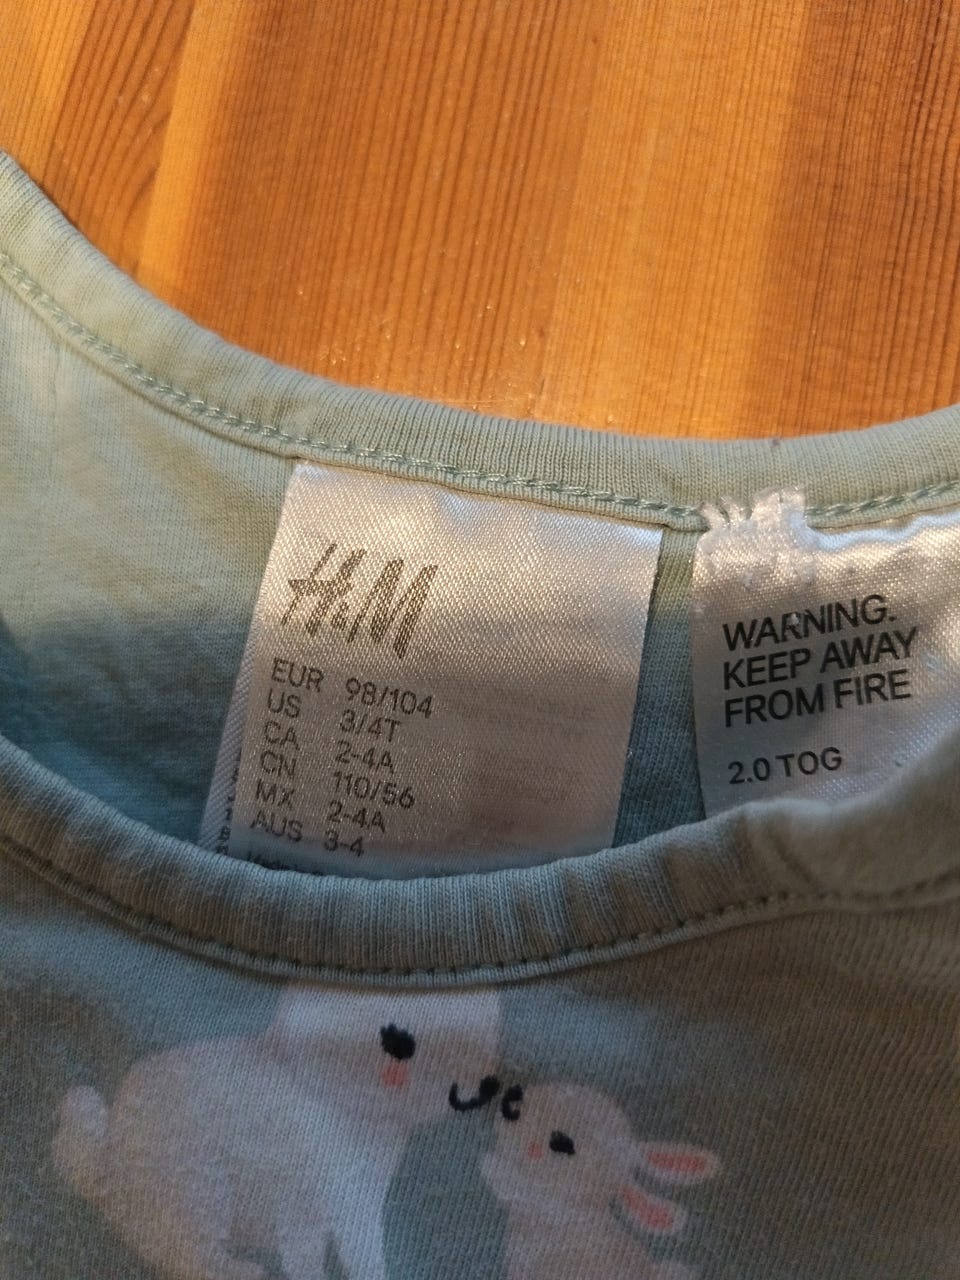 H&M
EUR 98/104
US 3/4T
CA 2-4A
CN 110/56
MX 2-4A
AUS 3-4
WARNING.
KEEP AWAY
FROM FIRE
2.0 TOG